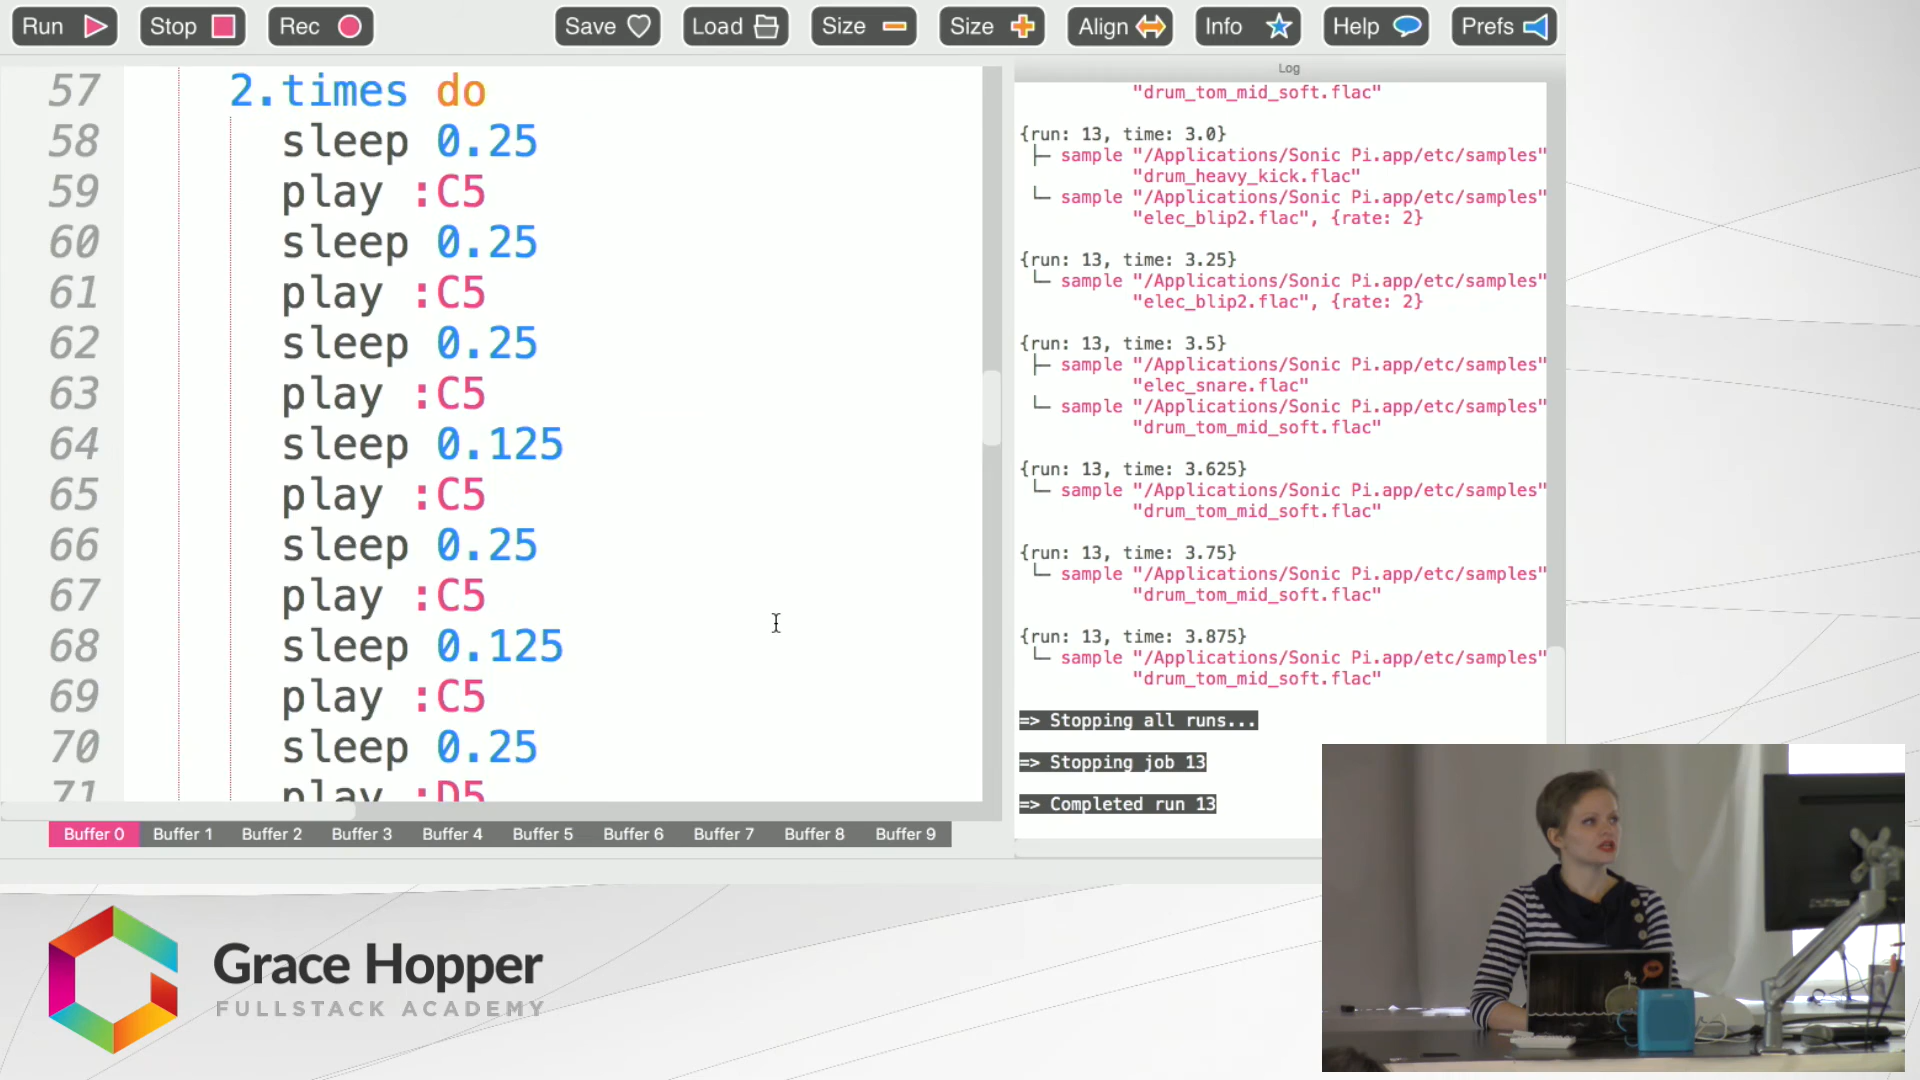 Run
Stop
Rec
Save
Load
Size
Size
Align
Info
Help
Prefs
57 2.times do
58 sleep 0.25
59 play :C5
60 sleep 0.25
61 play :C5
62 sleep 0.25
63 play :C5
64 sleep 0.125
65 play :C5
66 sleep 0.25
67 play :C5
68 sleep 0.125
69 play :C5
70 sleep 0.25
71 play :D5
Buffer 0 Buffer 1 Buffer 2 Buffer 3 Buffer 4 Buffer 5 Buffer 6 Buffer 7 Buffer 8 Buffer 9
Log
"drum_tom_mid_soft.flac"
{run: 13, time: 3.0}
├─ sample "/Applications/Sonic Pi.app/etc/samples"
"drum_heavy_kick.flac"
└─ sample "/Applications/Sonic Pi.app/etc/samples"
"elec_blip2.flac", {rate: 2}
{run: 13, time: 3.25}
└─ sample "/Applications/Sonic Pi.app/etc/samples"
"elec_blip2.flac", {rate: 2}
{run: 13, time: 3.5}
├─ sample "/Applications/Sonic Pi.app/etc/samples"
"elec_snare.flac"
└─ sample "/Applications/Sonic Pi.app/etc/samples"
"drum_tom_mid_soft.flac"
{run: 13, time: 3.625}
└─ sample "/Applications/Sonic Pi.app/etc/samples"
"drum_tom_mid_soft.flac"
{run: 13, time: 3.75}
└─ sample "/Applications/Sonic Pi.app/etc/samples"
"drum_tom_mid_soft.flac"
{run: 13, time: 3.875}
└─ sample "/Applications/Sonic Pi.app/etc/samples"
"drum_tom_mid_soft.flac"
=> Stopping all runs...
=> Stopping job 13
=> Completed run 13
Grace Hopper
FULLSTACK ACADEMY